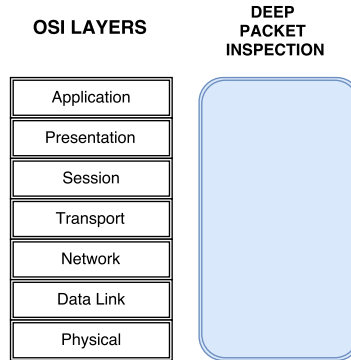 OSI LAYERS
DEEP
PACKET
INSPECTION
Application
Presentation
Session
Transport
Network
Data Link
Physical